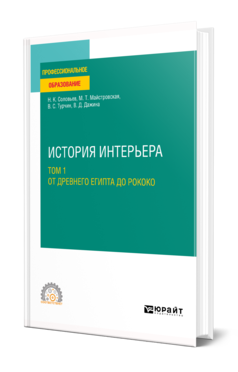 ПРОФЕССИОНАЛЬНОЕ
ОБРАЗОВАНИЕ
Н. К. Соловьев, М. Т. Майстровская,
В. С. Турчин, В. Д. Дажина
ИСТОРИЯ ИНТЕРЬЕРА
ТОМ 1
ОТ ДРЕВНЕГО ЕГИПТА ДО РОКОКО
юрайт